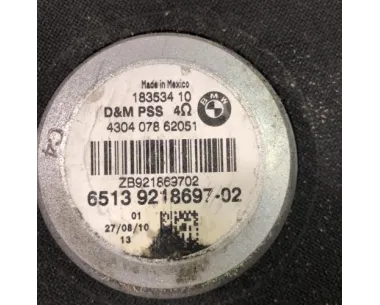 Made in Mexico
183534 10
D&M PSS 4Ω
BMW
4304 078 62051
ZB921869702
6513 9218697-02
01
27/08/10
13
C4